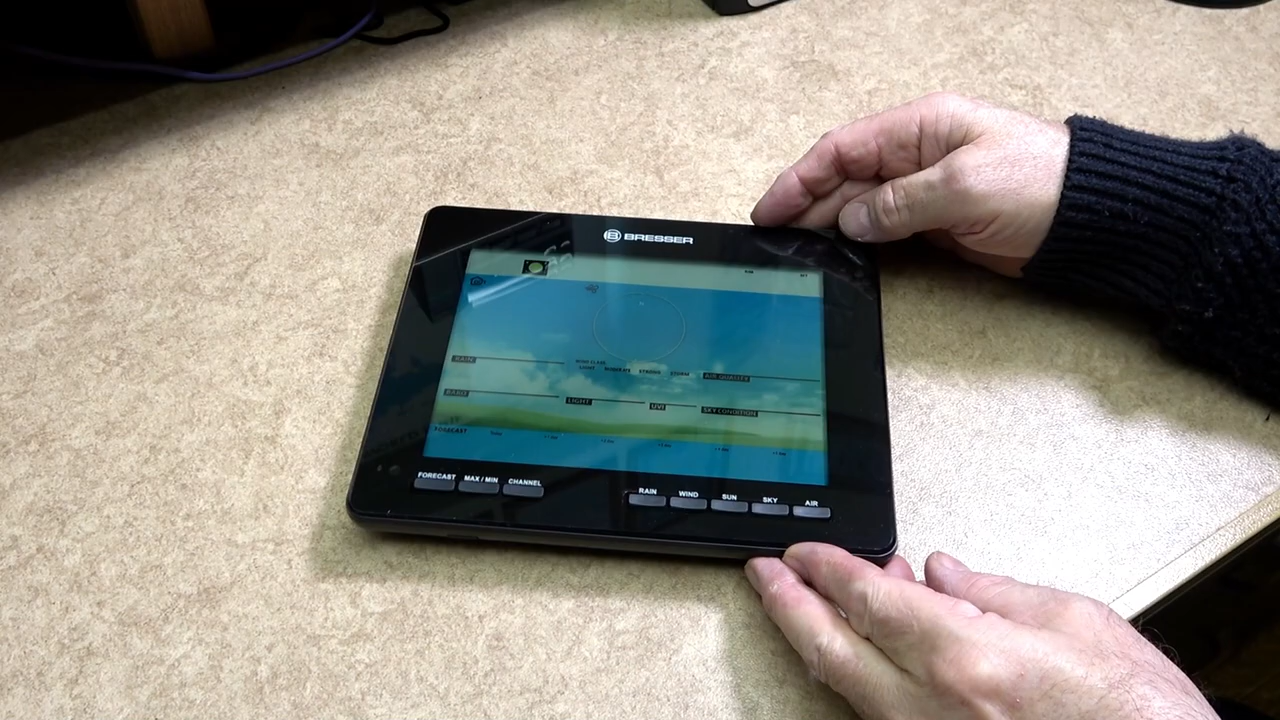 BRESSER
RAIN
WIND CLASS
LIGHT MODERATE STRONG STORM
AIR QUALITY
BARO
LIGHT
UVI
SKY CONDITION
FORECAST
FORECAST MAX / MIN CHANNEL
RAIN WIND SUN SKY AIR